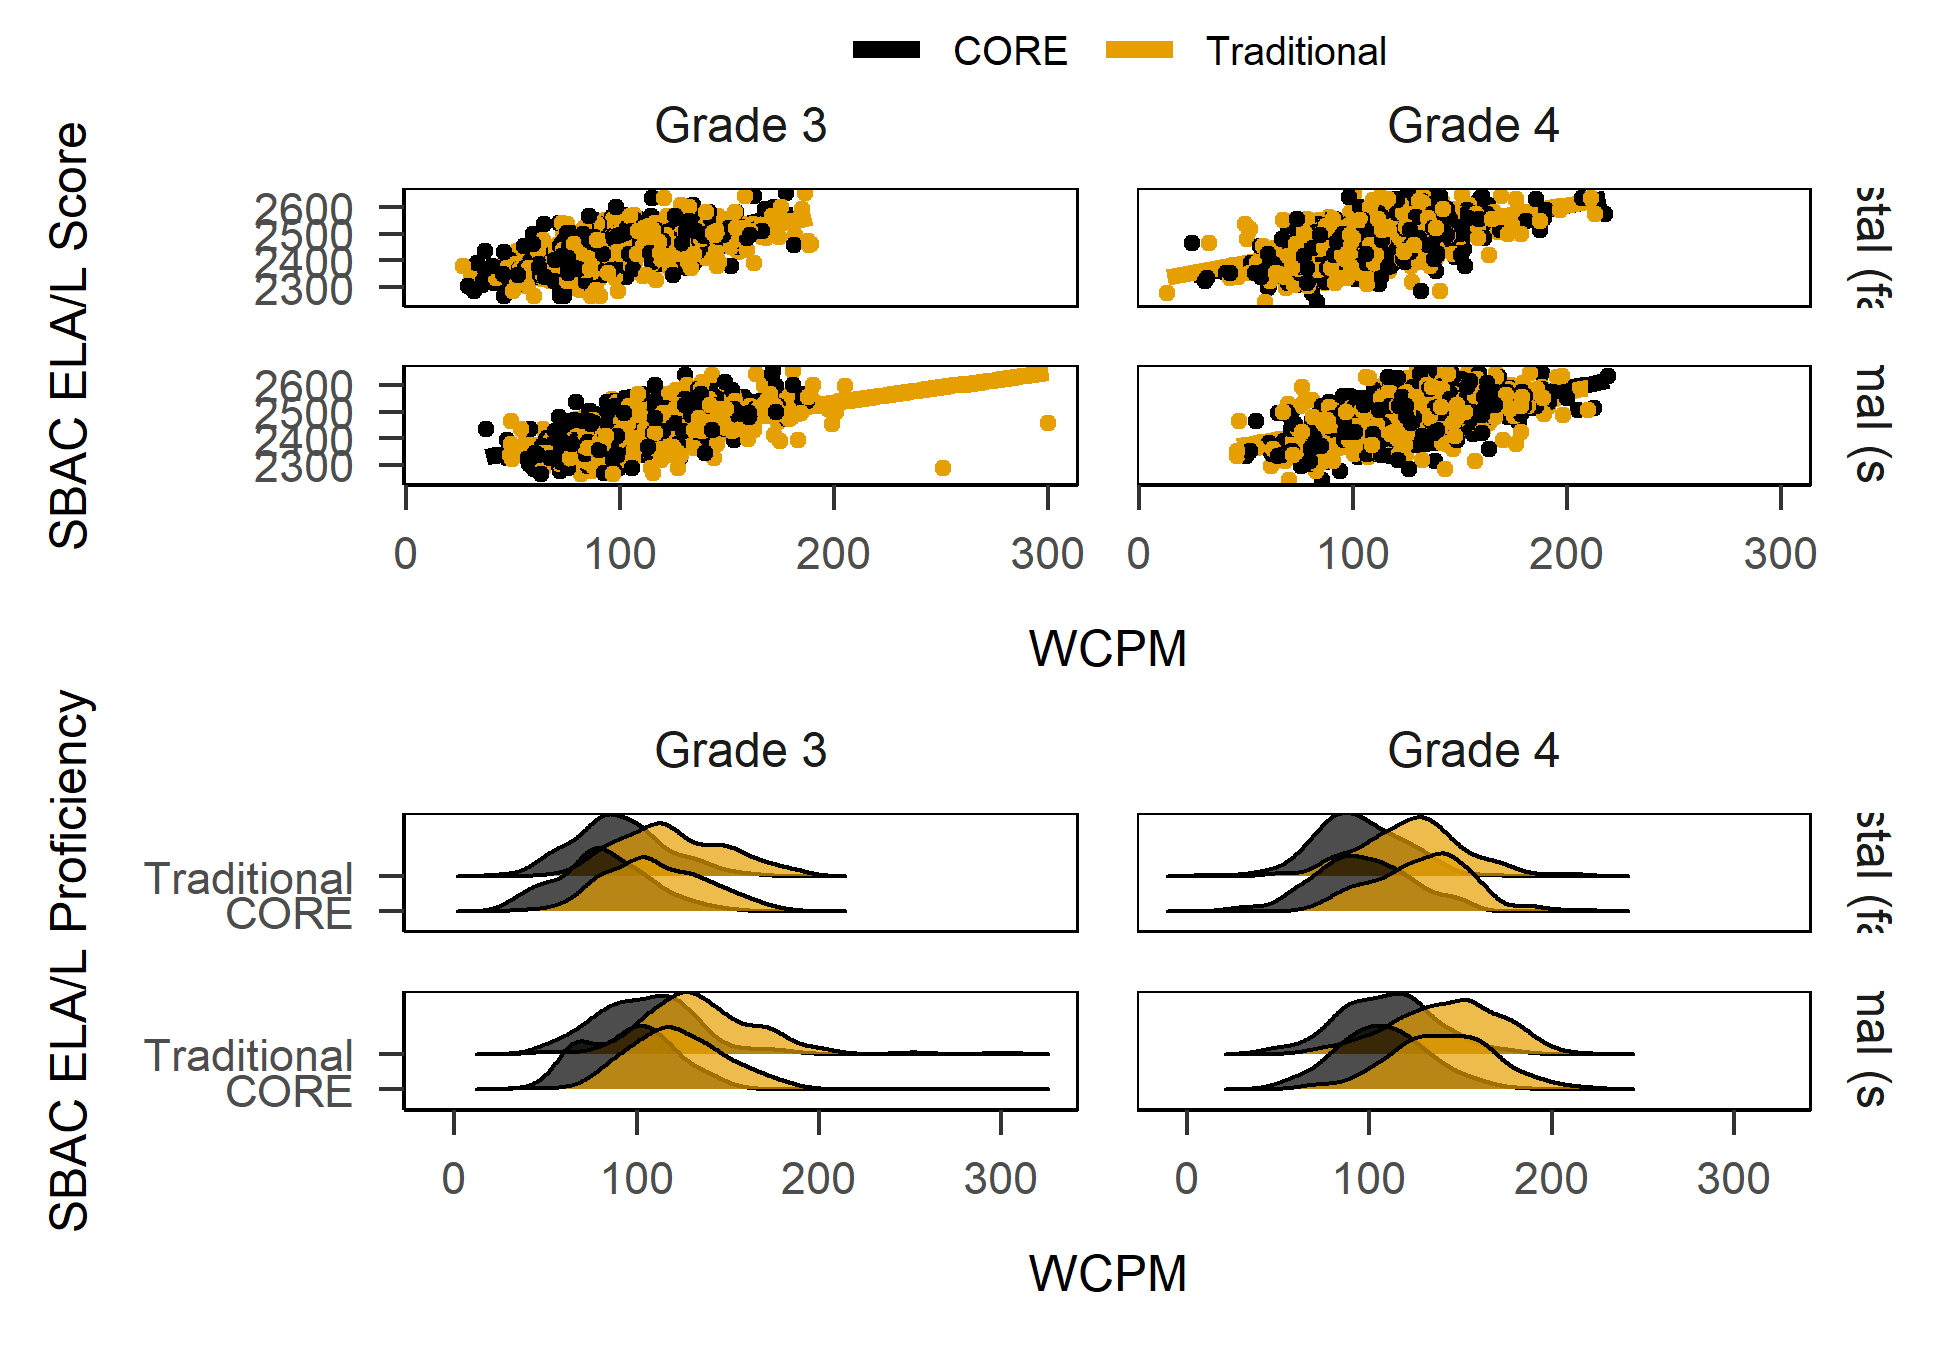 CORE Traditional
Grade 3 Grade 4
SBAC ELA/L Score
2600
2500
2400
2300
stal (fa
2600
2500
2400
2300
mal (s
0 100 200 300 0 100 200 300
WCPM
Grade 3 Grade 4
SBAC ELA/L Proficiency
Traditional
CORE
stal (fa
Traditional
CORE
mal (s
0 100 200 300 0 100 200 300
WCPM